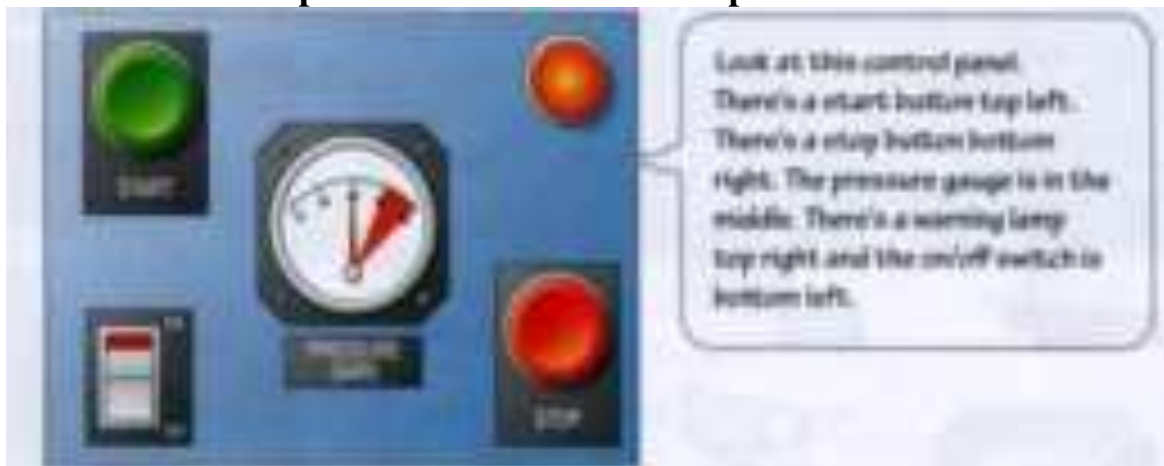 START
STOP
Look at this control panel.
There's a start button top left.
There's a stop button bottom
right. The pressure gauge is in the
middle. There's a warning lamp
top right and the on/off switch is
bottom left.